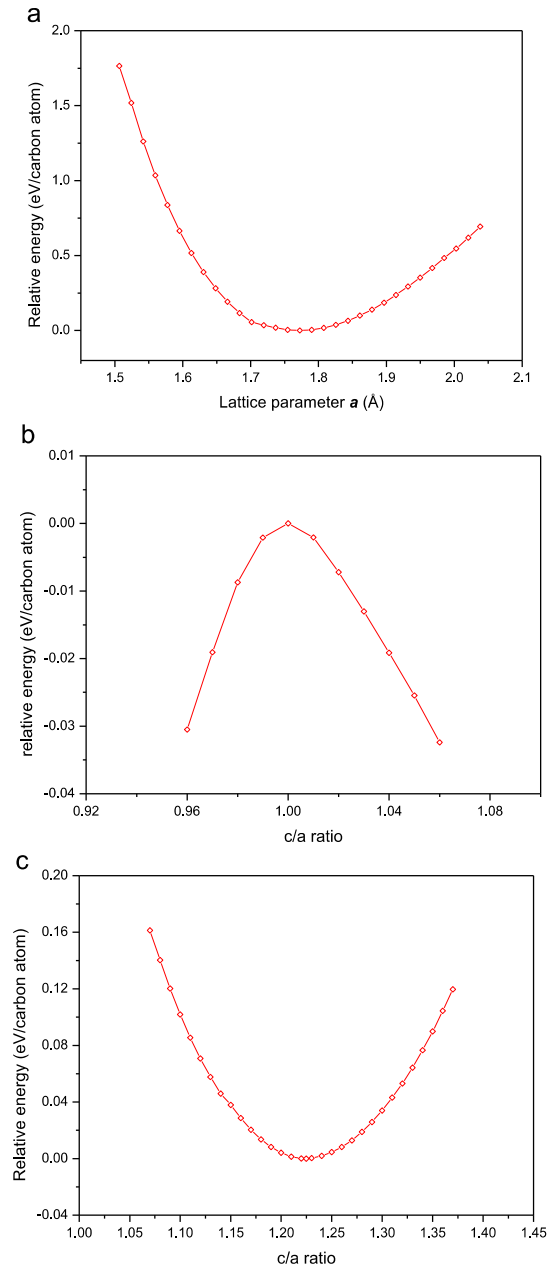 a
2.0
1.5
1.0
0.5
0.0
Relative energy (eV/carbon atom)
1.5 1.6 1.7 1.8 1.9 2.0 2.1
Lattice parameter a (Å)
b
0.01
0.00
-0.01
-0.02
-0.03
-0.04
relative energy (eV/carbon atom)
0.92 0.96 1.00 1.04 1.08
c/a ratio
c
0.20
0.16
0.12
0.08
0.04
0.00
-0.04
Relative energy (eV/carbon atom)
1.00 1.05 1.10 1.15 1.20 1.25 1.30 1.35 1.40 1.45
c/a ratio